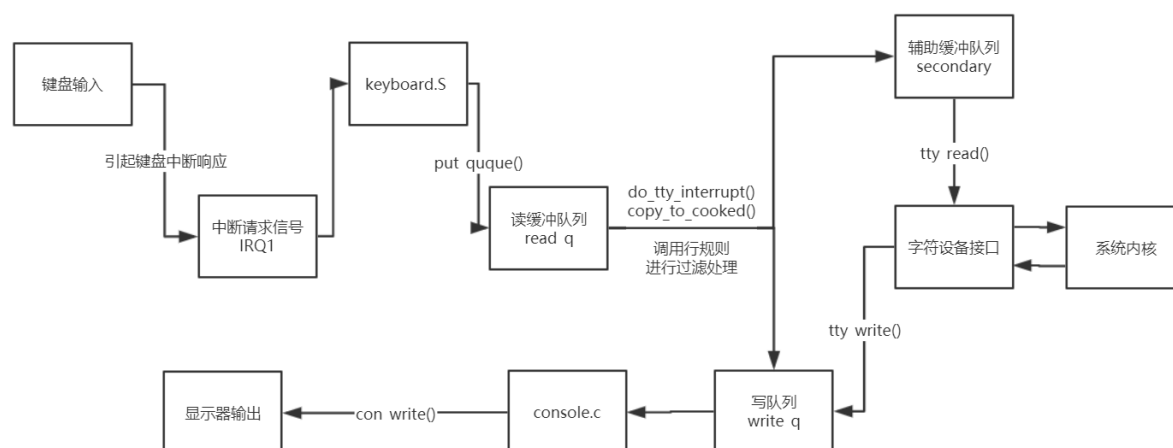 键盘输入
引起键盘中断响应
中断请求信号
IRQ1
keyboard.S
put quque()
读缓冲队列
read q
do_tty_interrupt()
copy_to_cooked()
调用行规则
进行过滤处理
辅助缓冲队列
secondary
tty read()
字符设备接口
系统内核
tty write()
写队列
write q
console.c
con write()
显示器输出